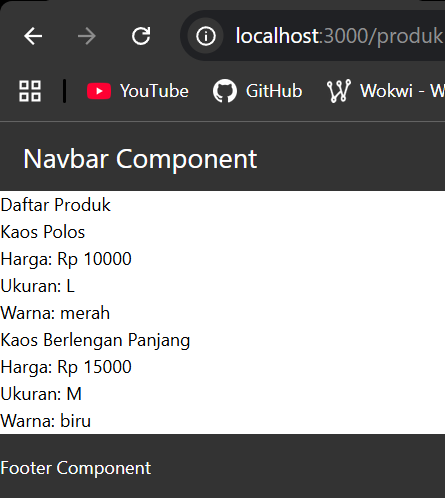 localhost:3000/produk
YouTube GitHub Wokwi - W
Navbar Component
Daftar Produk
Kaos Polos
Harga: Rp 10000
Ukuran: L
Warna: merah
Kaos Berlengan Panjang
Harga: Rp 15000
Ukuran: M
Warna: biru
Footer Component